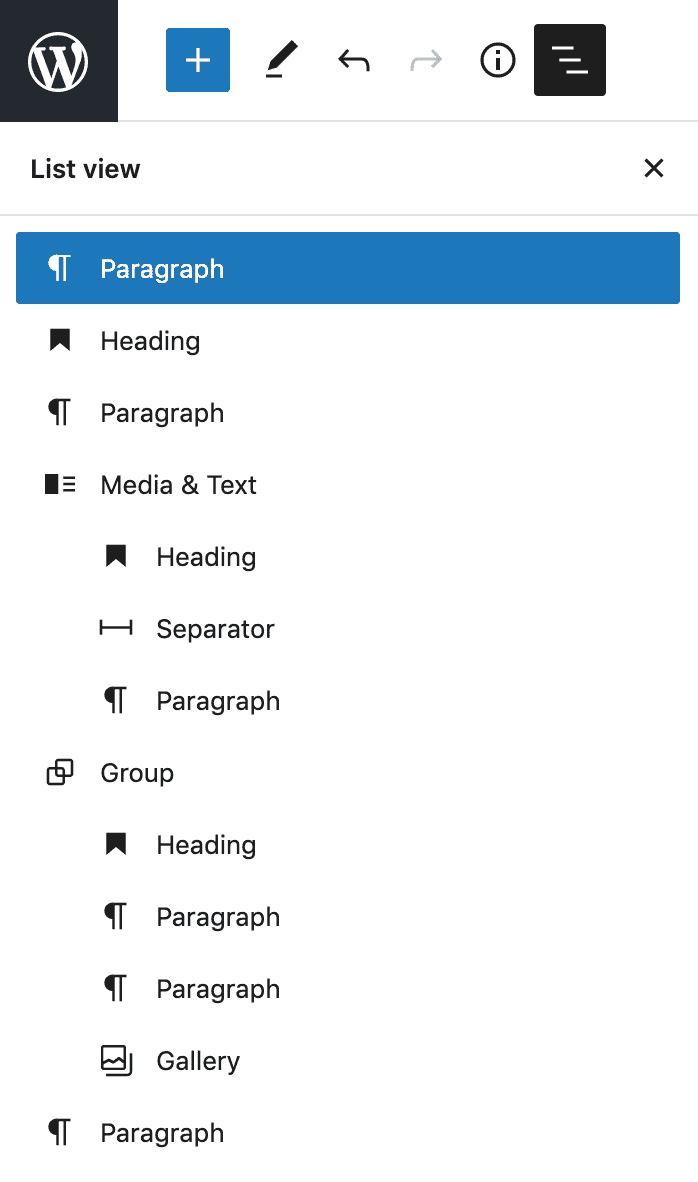 List view
Paragraph
Heading
Paragraph
Media & Text
Heading
Separator
Paragraph
Group
Heading
Paragraph
Paragraph
Gallery
Paragraph